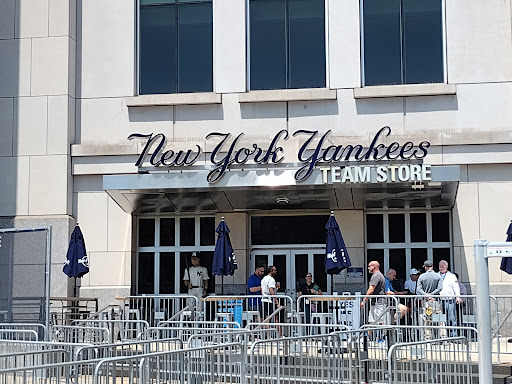 New York Yankees
TEAM STORE